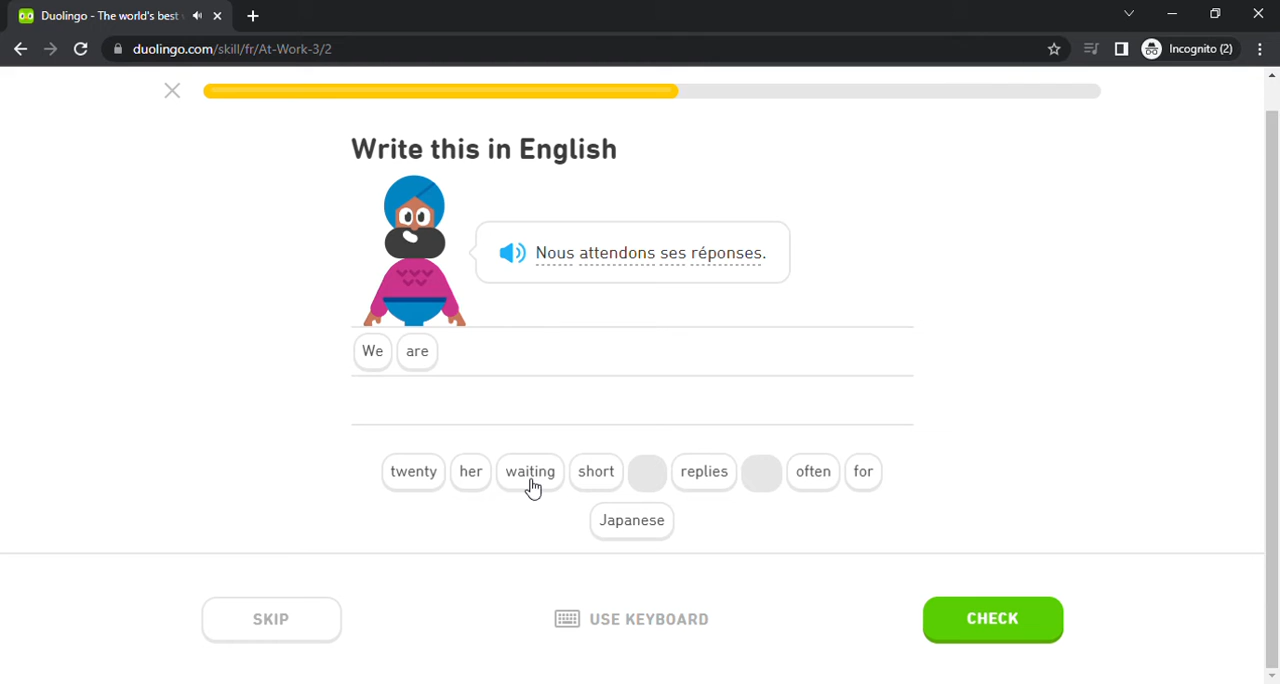 Duolingo - The world's best
duolingo.com/skill/fr/At-Work-3/2
Incognito (2)
Write this in English
Nous attendons ses réponses.
We are
twenty her waiting short replies often for
Japanese
SKIP
USE KEYBOARD
CHECK